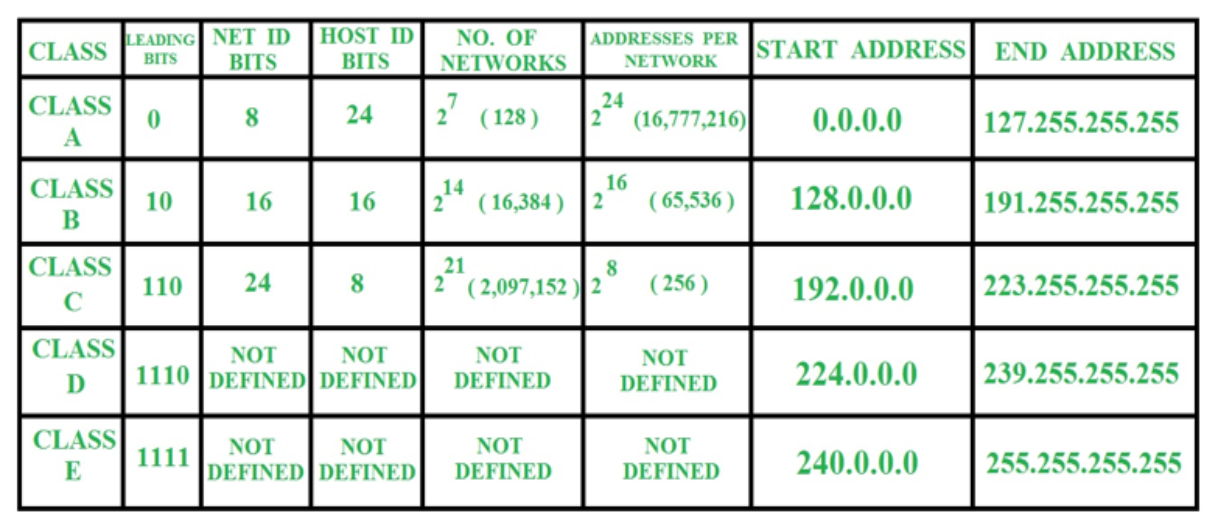 CLASS LEADING BITS NET ID BITS HOST ID BITS NO. OF NETWORKS ADDRESSES PER NETWORK START ADDRESS END ADDRESS
CLASS A 0 8 24 2^7 ( 128 ) 2^24 (16,777,216) 0.0.0.0 127.255.255.255
CLASS B 10 16 16 2^14 ( 16,384 ) 2^16 ( 65,536 ) 128.0.0.0 191.255.255.255
CLASS C 110 24 8 2^21 ( 2,097,152 ) 2^8 ( 256 ) 192.0.0.0 223.255.255.255
CLASS D 1110 NOT DEFINED NOT DEFINED NOT DEFINED NOT DEFINED 224.0.0.0 239.255.255.255
CLASS E 1111 NOT DEFINED NOT DEFINED NOT DEFINED NOT DEFINED 240.0.0.0 255.255.255.255